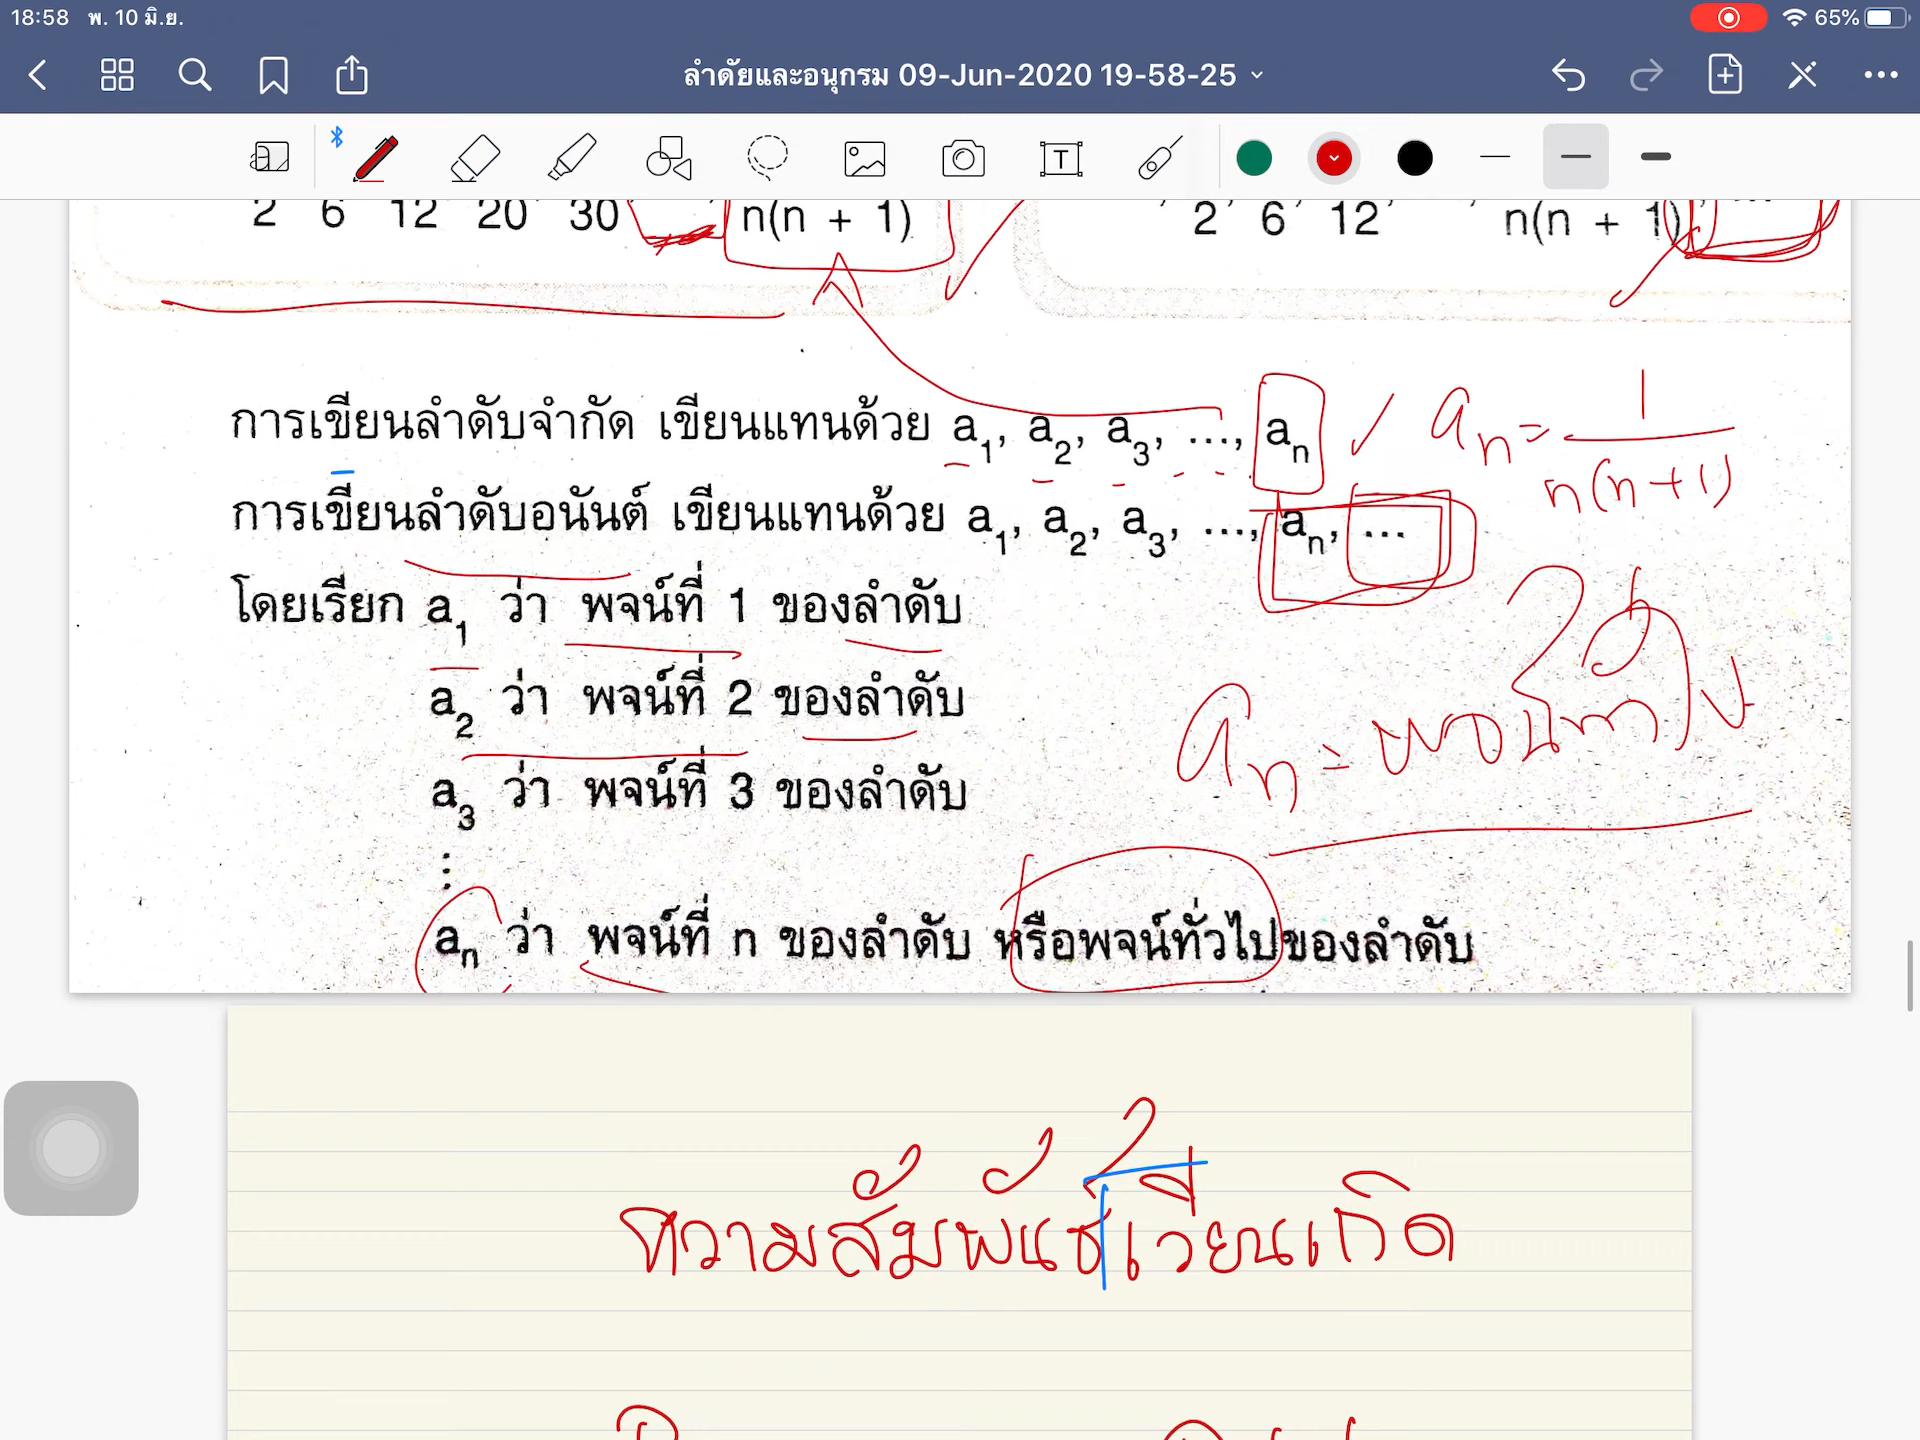 18:58 พ. 10 มิ.ย.
65%
ลำดัยและอนุกรม 09-Jun-2020 19-58-25
2 6 12 20 30 n(n + 1)
2 6 12 n(n + 1)
การเขียนลำดับจำกัด เขียนแทนด้วย a1, a2, a3, ..., an
an = 1/n(n+1)
การเขียนลำดับอนันต์ เขียนแทนด้วย a1, a2, a3, ..., an, ...
โดยเรียก a1 ว่า พจน์ที่ 1 ของลำดับ
a2 ว่า พจน์ที่ 2 ของลำดับ
an = พจน์ทั่วไป
a3 ว่า พจน์ที่ 3 ของลำดับ
⋮
an ว่า พจน์ที่ n ของลำดับ หรือพจน์ทั่วไปของลำดับ
ความสัมพันธ์เวียนเกิด